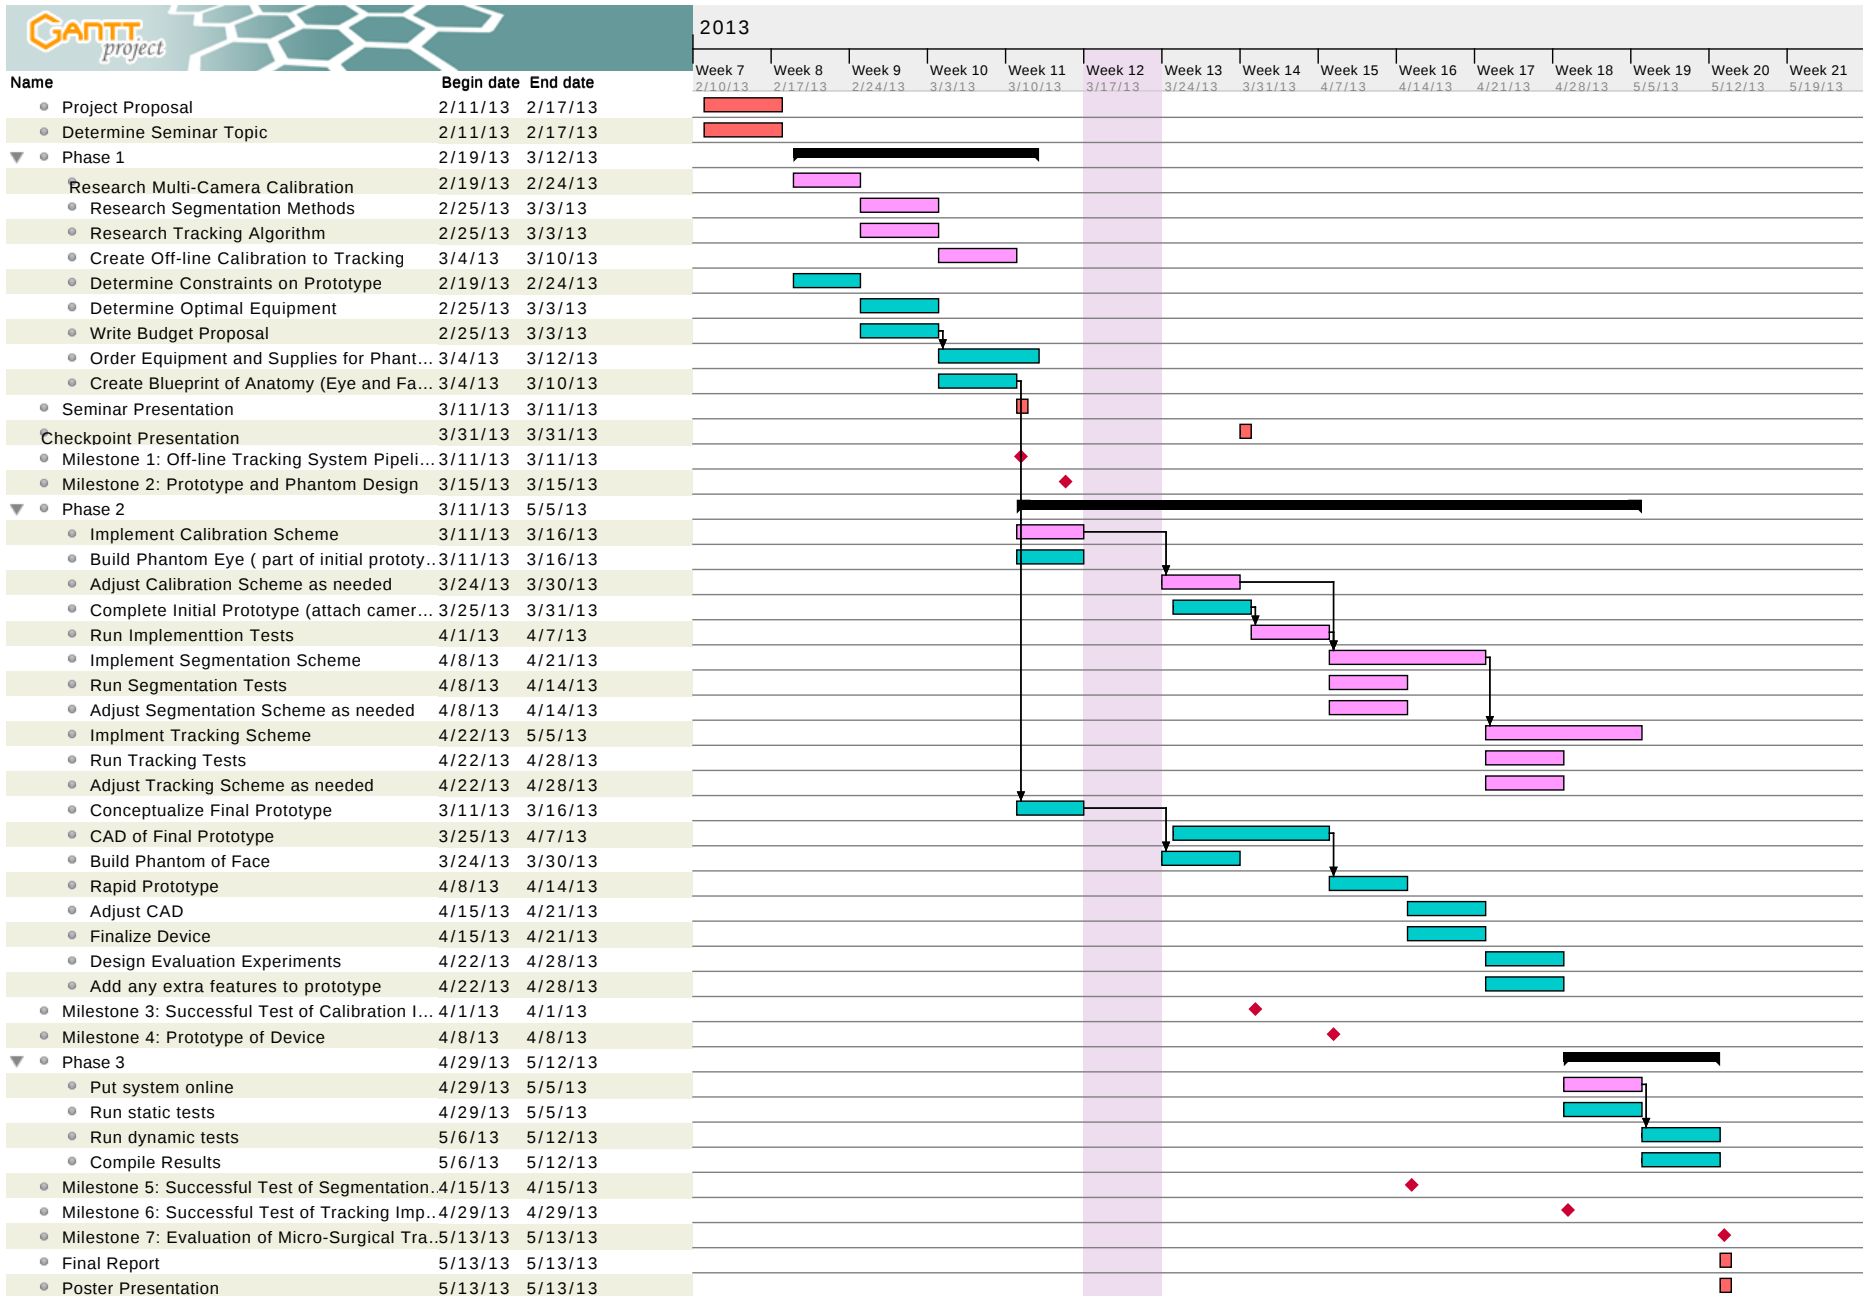 GANTT
project
2013
Week 7 Week 8 Week 9 Week 10 Week 11 Week 12 Week 13 Week 14 Week 15 Week 16 Week 17 Week 18 Week 19 Week 20 Week 21
2/10/13 2/17/13 2/24/13 3/3/13 3/10/13 3/17/13 3/24/13 3/31/13 4/7/13 4/14/13 4/21/13 4/28/13 5/5/13 5/12/13 5/19/13
Name Begin date End date
Project Proposal 2/11/13 2/17/13
Determine Seminar Topic 2/11/13 2/17/13
Phase 1 2/19/13 3/12/13
Research Multi-Camera Calibration 2/19/13 2/24/13
Research Segmentation Methods 2/25/13 3/3/13
Research Tracking Algorithm 2/25/13 3/3/13
Create Off-line Calibration to Tracking 3/4/13 3/10/13
Determine Constraints on Prototype 2/19/13 2/24/13
Determine Optimal Equipment 2/25/13 3/3/13
Write Budget Proposal 2/25/13 3/3/13
Order Equipment and Supplies for Phant... 3/4/13 3/12/13
Create Blueprint of Anatomy (Eye and Fa... 3/4/13 3/10/13
Seminar Presentation 3/11/13 3/11/13
Checkpoint Presentation 3/31/13 3/31/13
Milestone 1: Off-line Tracking System Pipeli... 3/11/13 3/11/13
Milestone 2: Prototype and Phantom Design 3/15/13 3/15/13
Phase 2 3/11/13 5/5/13
Implement Calibration Scheme 3/11/13 3/16/13
Build Phantom Eye ( part of initial prototy.. 3/11/13 3/16/13
Adjust Calibration Scheme as needed 3/24/13 3/30/13
Complete Initial Prototype (attach camer... 3/25/13 3/31/13
Run Implementtion Tests 4/1/13 4/7/13
Implement Segmentation Scheme 4/8/13 4/21/13
Run Segmentation Tests 4/8/13 4/14/13
Adjust Segmentation Scheme as needed 4/8/13 4/14/13
Implment Tracking Scheme 4/22/13 5/5/13
Run Tracking Tests 4/22/13 4/28/13
Adjust Tracking Scheme as needed 4/22/13 4/28/13
Conceptualize Final Prototype 3/11/13 3/16/13
CAD of Final Prototype 3/25/13 4/7/13
Build Phantom of Face 3/24/13 3/30/13
Rapid Prototype 4/8/13 4/14/13
Adjust CAD 4/15/13 4/21/13
Finalize Device 4/15/13 4/21/13
Design Evaluation Experiments 4/22/13 4/28/13
Add any extra features to prototype 4/22/13 4/28/13
Milestone 3: Successful Test of Calibration I... 4/1/13 4/1/13
Milestone 4: Prototype of Device 4/8/13 4/8/13
Phase 3 4/29/13 5/12/13
Put system online 4/29/13 5/5/13
Run static tests 4/29/13 5/5/13
Run dynamic tests 5/6/13 5/12/13
Compile Results 5/6/13 5/12/13
Milestone 5: Successful Test of Segmentation.. 4/15/13 4/15/13
Milestone 6: Successful Test of Tracking Imp.. 4/29/13 4/29/13
Milestone 7: Evaluation of Micro-Surgical Tra.. 5/13/13 5/13/13
Final Report 5/13/13 5/13/13
Poster Presentation 5/13/13 5/13/13